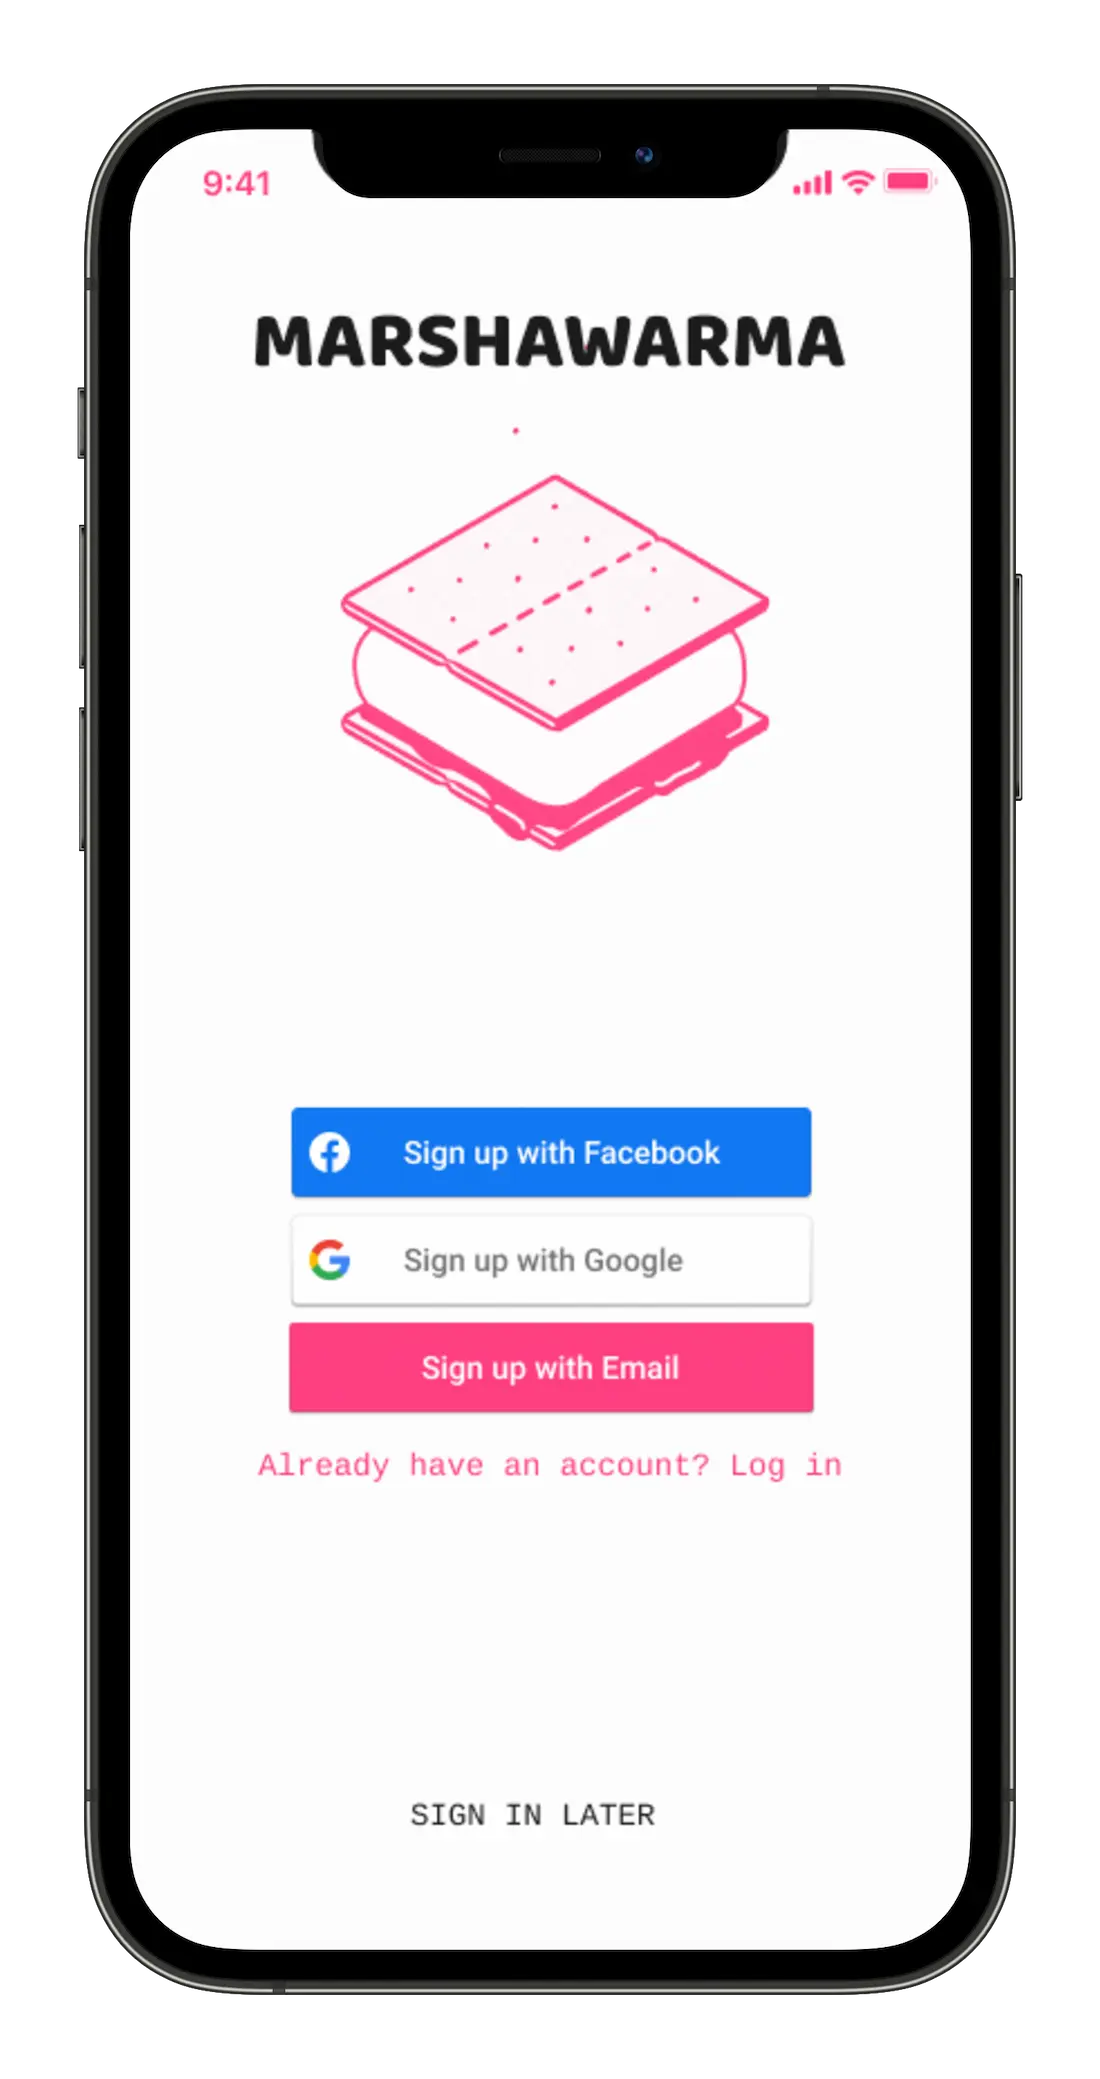 9:41
MARSHAWARMA
Sign up with Facebook
Sign up with Google
Sign up with Email
Already have an account? Log in
SIGN IN LATER